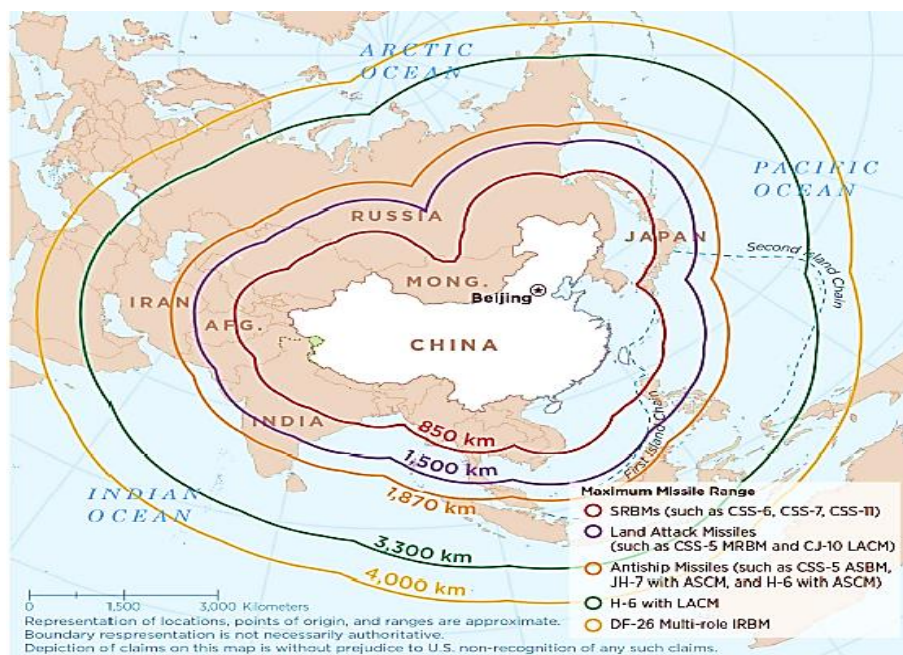 ARCTIC
OCEAN
PACIFIC
OCEAN
RUSSIA
JAPAN
Second Island Chain
MONG.
Beijing
IRAN
AFG.
CHINA
INDIA
First Island Chain
850 km
1,500 km
1,870 km
INDIAN
OCEAN
3,300 km
4,000 km
Maximum Missile Range
SRBMs (such as CSS-6, CSS-7, CSS-11)
Land Attack Missiles
(such as CSS-5 MRBM and CJ-10 LACM)
Antiship Missiles (such as CSS-5 ASBM,
JH-7 with ASCM, and H-6 with ASCM)
H-6 with LACM
DF-26 Multi-role IRBM
0 1,500 3,000 Kilometers
Representation of locations, points of origin, and ranges are approximate.
Boundary respresentation is not necessarily authoritative.
Depiction of claims on this map is without prejudice to U.S. non-recognition of any such claims.